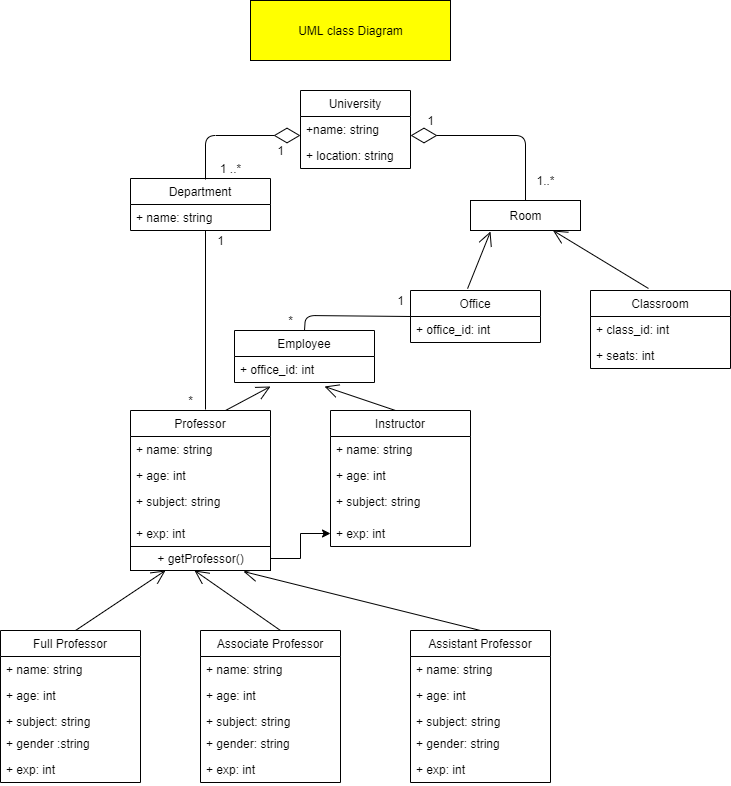 UML class Diagram
University
+name: string
+ location: string
1
1
1 ..*
1..*
Department
+ name: string
1
Room
Office
+ office_id: int
Classroom
+ class_id: int
+ seats: int
1
*
Employee
+ office_id: int
*
Professor
+ name: string
+ age: int
+ subject: string
+ exp: int
+ getProfessor()
Instructor
+ name: string
+ age: int
+ subject: string
+ exp: int
Full Professor
+ name: string
+ age: int
+ subject: string
+ gender :string
+ exp: int
Associate Professor
+ name: string
+ age: int
+ subject: string
+ gender: string
+ exp: int
Assistant Professor
+ name: string
+ age: int
+ subject: string
+ gender: string
+ exp: int